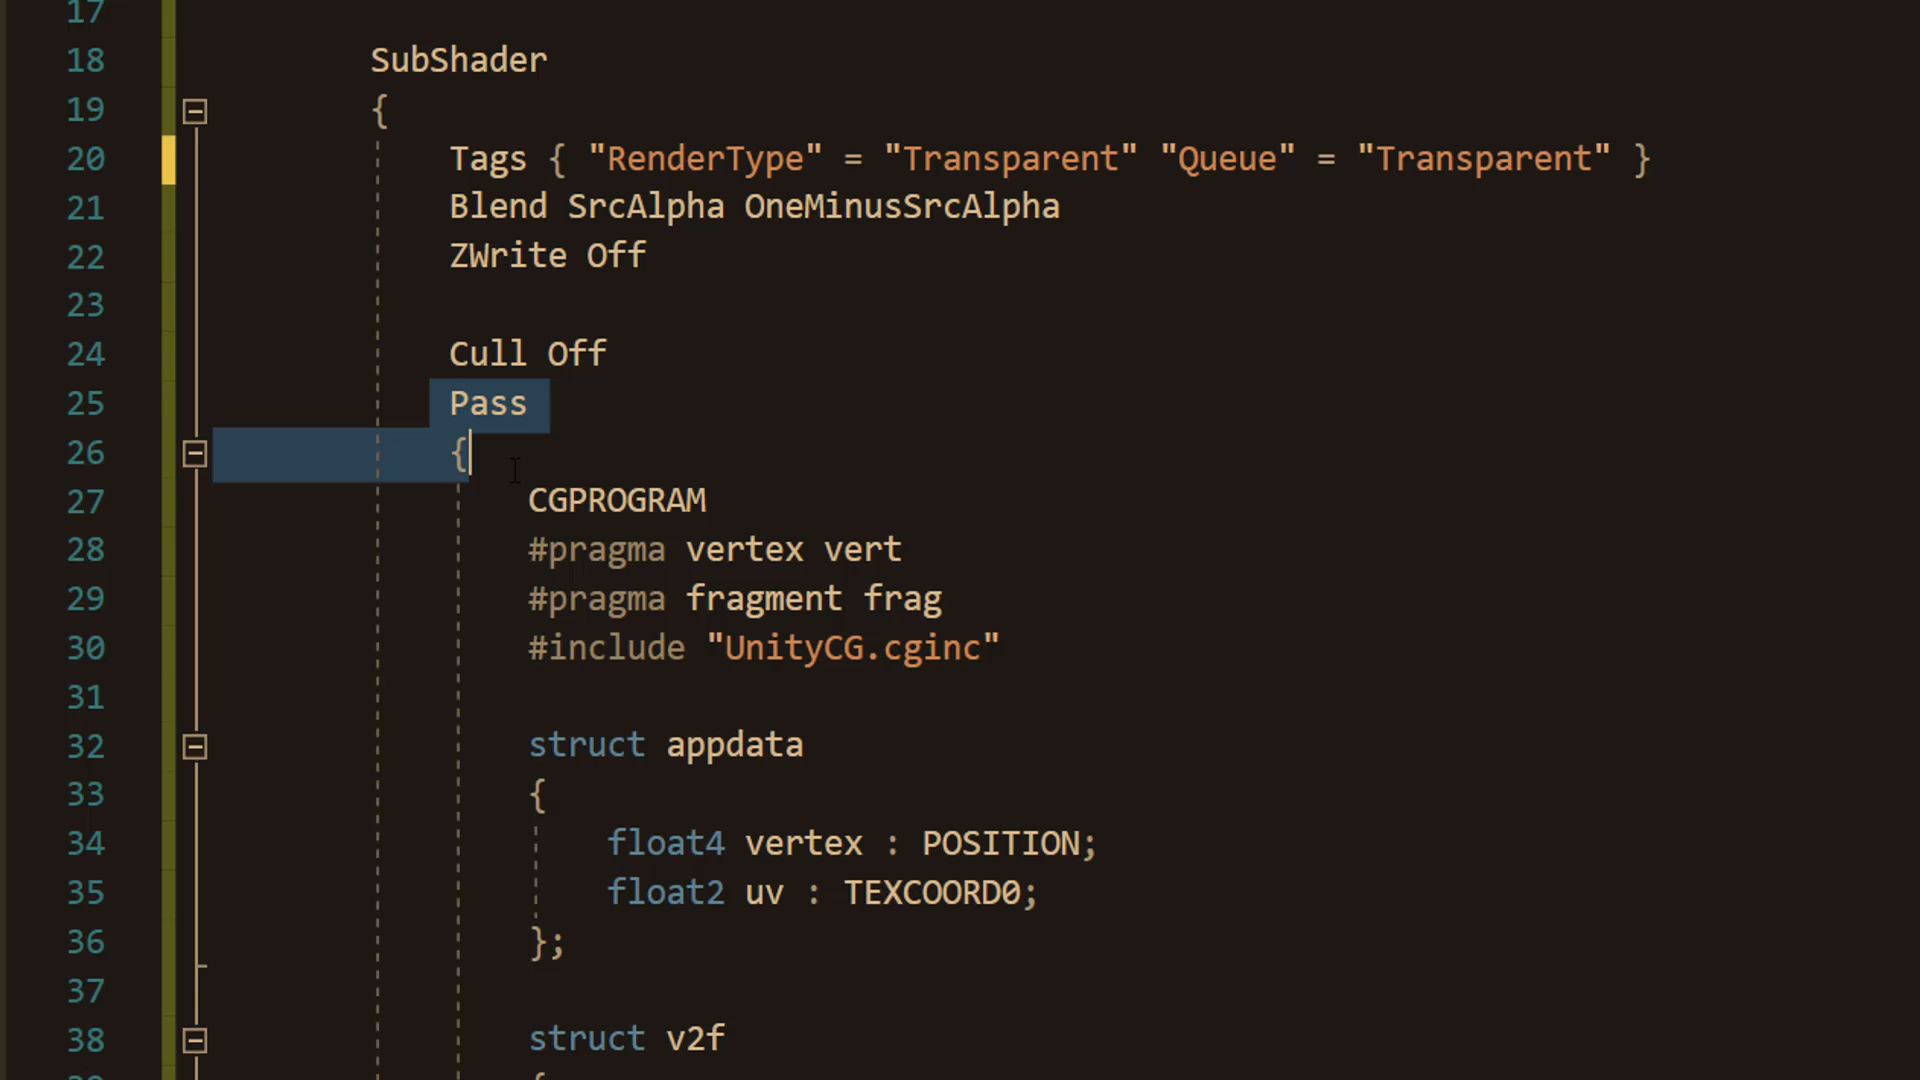 17
18 SubShader
19 {
20 Tags { "RenderType" = "Transparent" "Queue" = "Transparent" }
21 Blend SrcAlpha OneMinusSrcAlpha
22 ZWrite Off
23
24 Cull Off
25 Pass
26 {
27 CGPROGRAM
28 #pragma vertex vert
29 #pragma fragment frag
30 #include "UnityCG.cginc"
31
32 struct appdata
33 {
34 float4 vertex : POSITION;
35 float2 uv : TEXCOORD0;
36 };
37
38 struct v2f